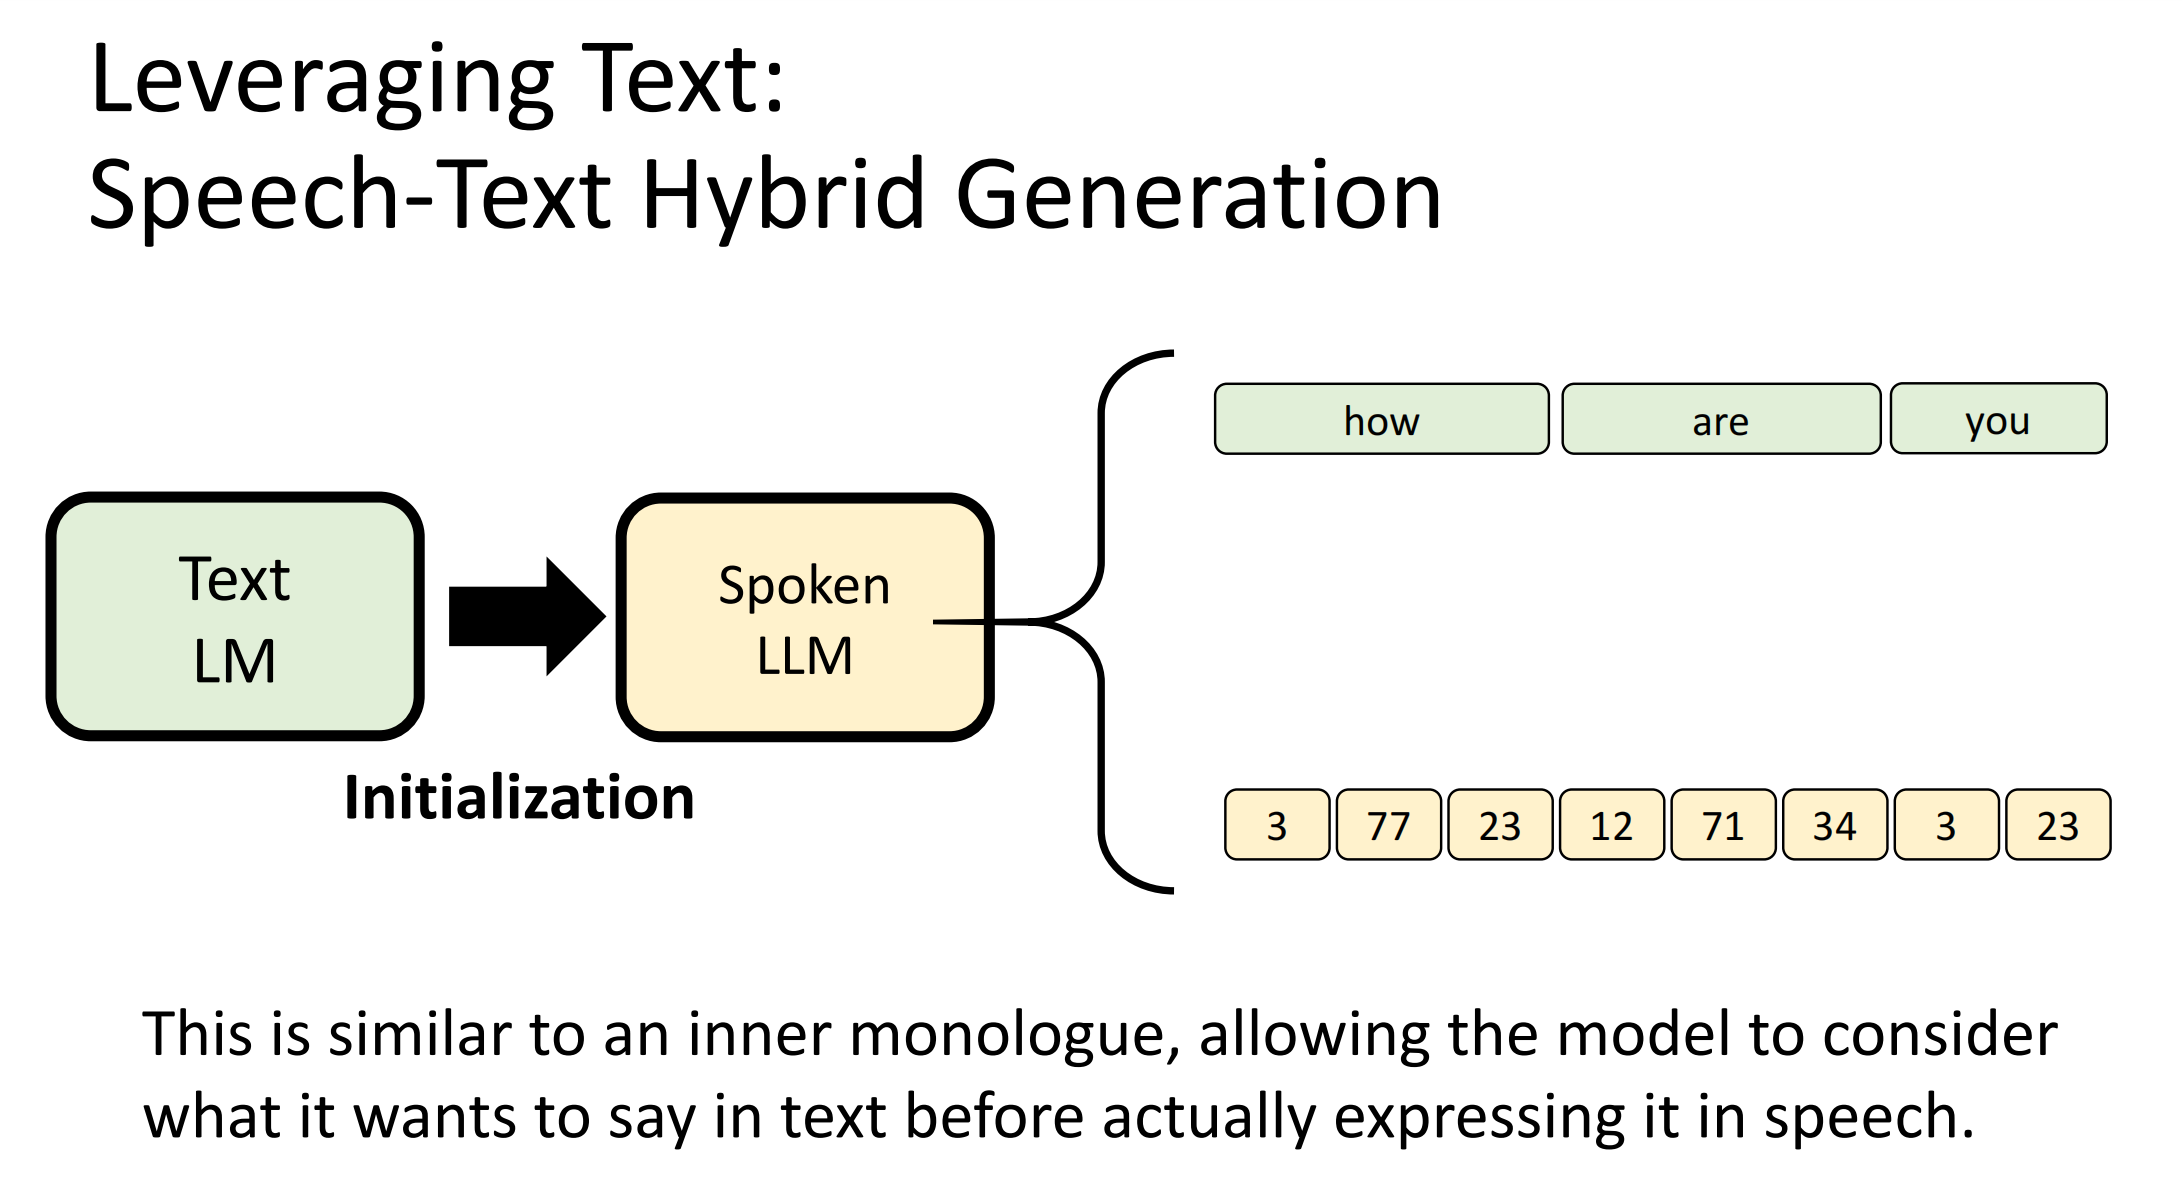 Leveraging Text:
Speech-Text Hybrid Generation
how are you
Text
LM
Spoken
LLM
Initialization
3 77 23 12 71 34 3 23
This is similar to an inner monologue, allowing the model to consider
what it wants to say in text before actually expressing it in speech.